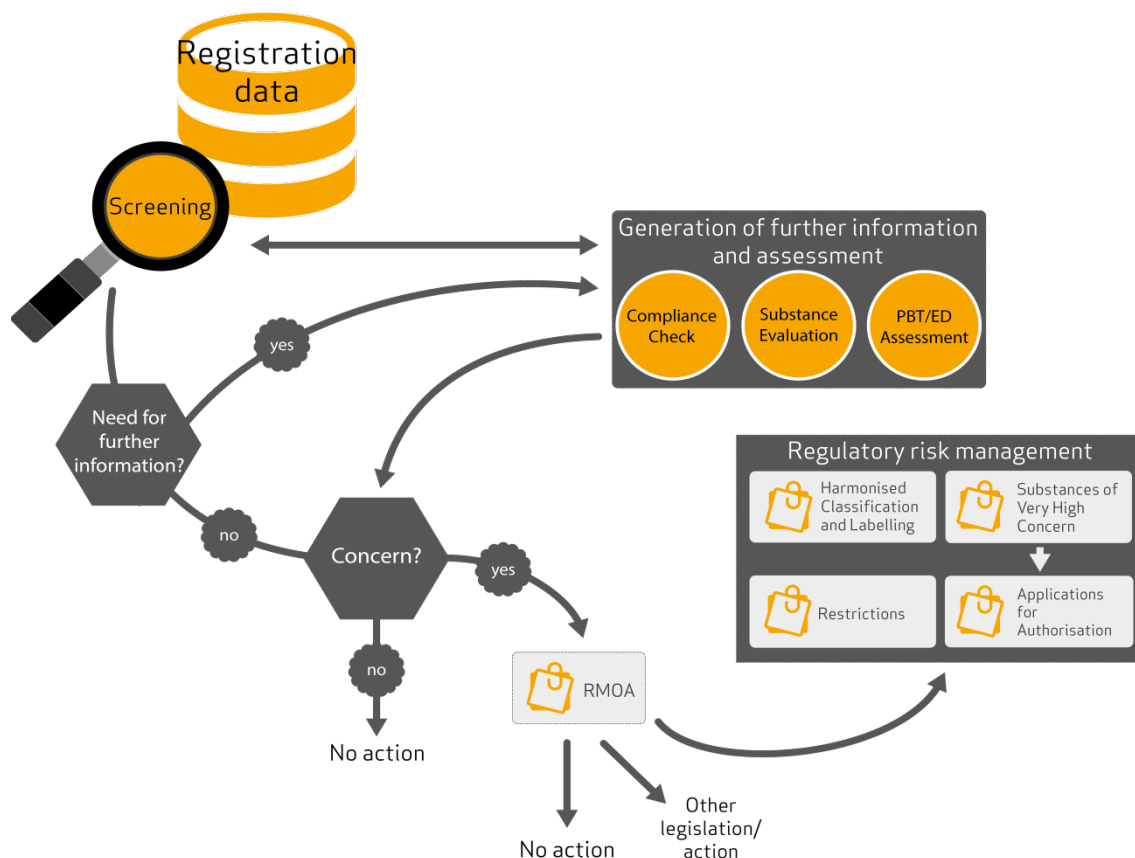 Registration
data
Screening
Generation of further information
and assessment
Compliance
Check
Substance
Evaluation
PBT/ED
Assessment
yes
Need for
further
information?
no
Concern?
yes
no
No action
RMOA
No action
Other
legislation/
action
Regulatory risk management
Harmonised
Classification
and Labelling
Substances of
Very High
Concern
Restrictions
Applications
for
Authorisation